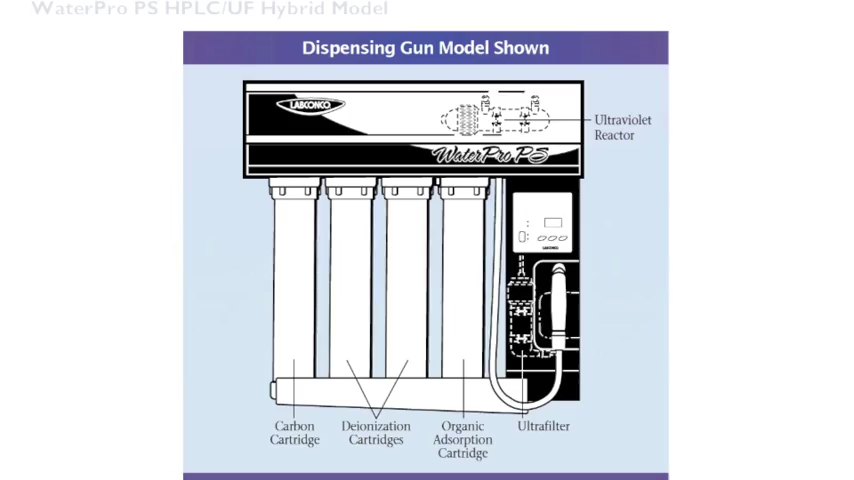 WaterPro PS HPLC/UF Hybrid Model
Dispensing Gun Model Shown
LABCONCO
Ultraviolet
Reactor
WaterPro PS
LABCONCO
Carbon
Cartridge
Deionization
Cartridges
Organic
Adsorption
Cartridge
Ultrafilter